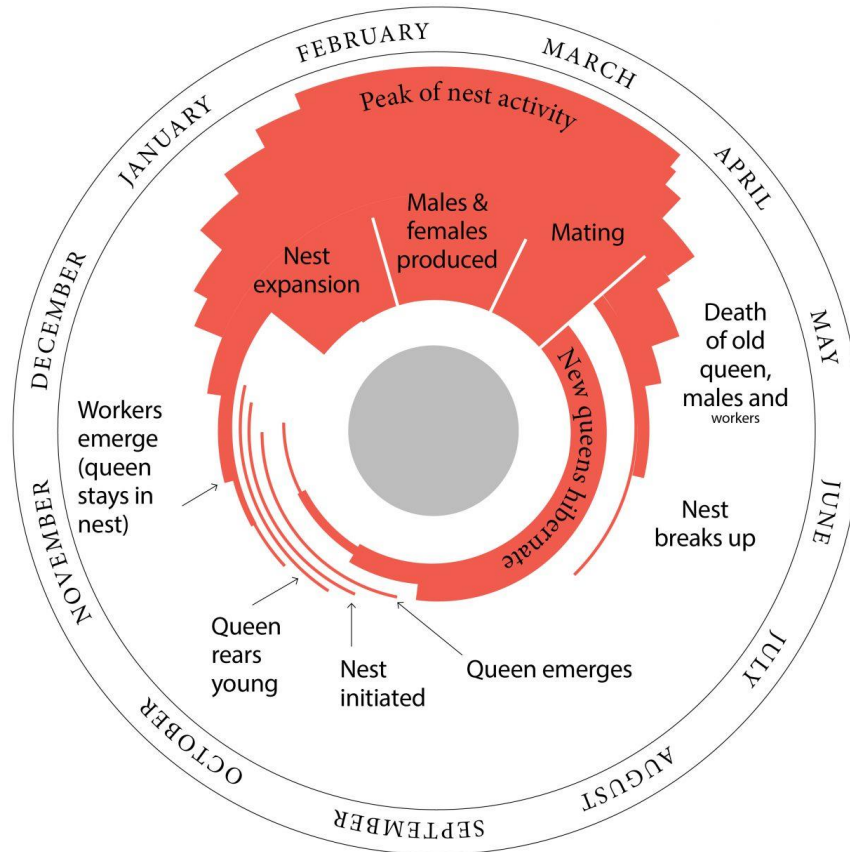 JANUARY
FEBRUARY
MARCH
APRIL
MAY
JUNE
JULY
AUGUST
SEPTEMBER
OCTOBER
NOVEMBER
DECEMBER
Peak of nest activity
Nest
expansion
Males &
females
produced
Mating
Death
of old
queen,
males and
workers
New queens hibernate
Nest
breaks up
Workers
emerge
(queen
stays in
nest)
Queen
rears
young
Nest
initiated
Queen emerges